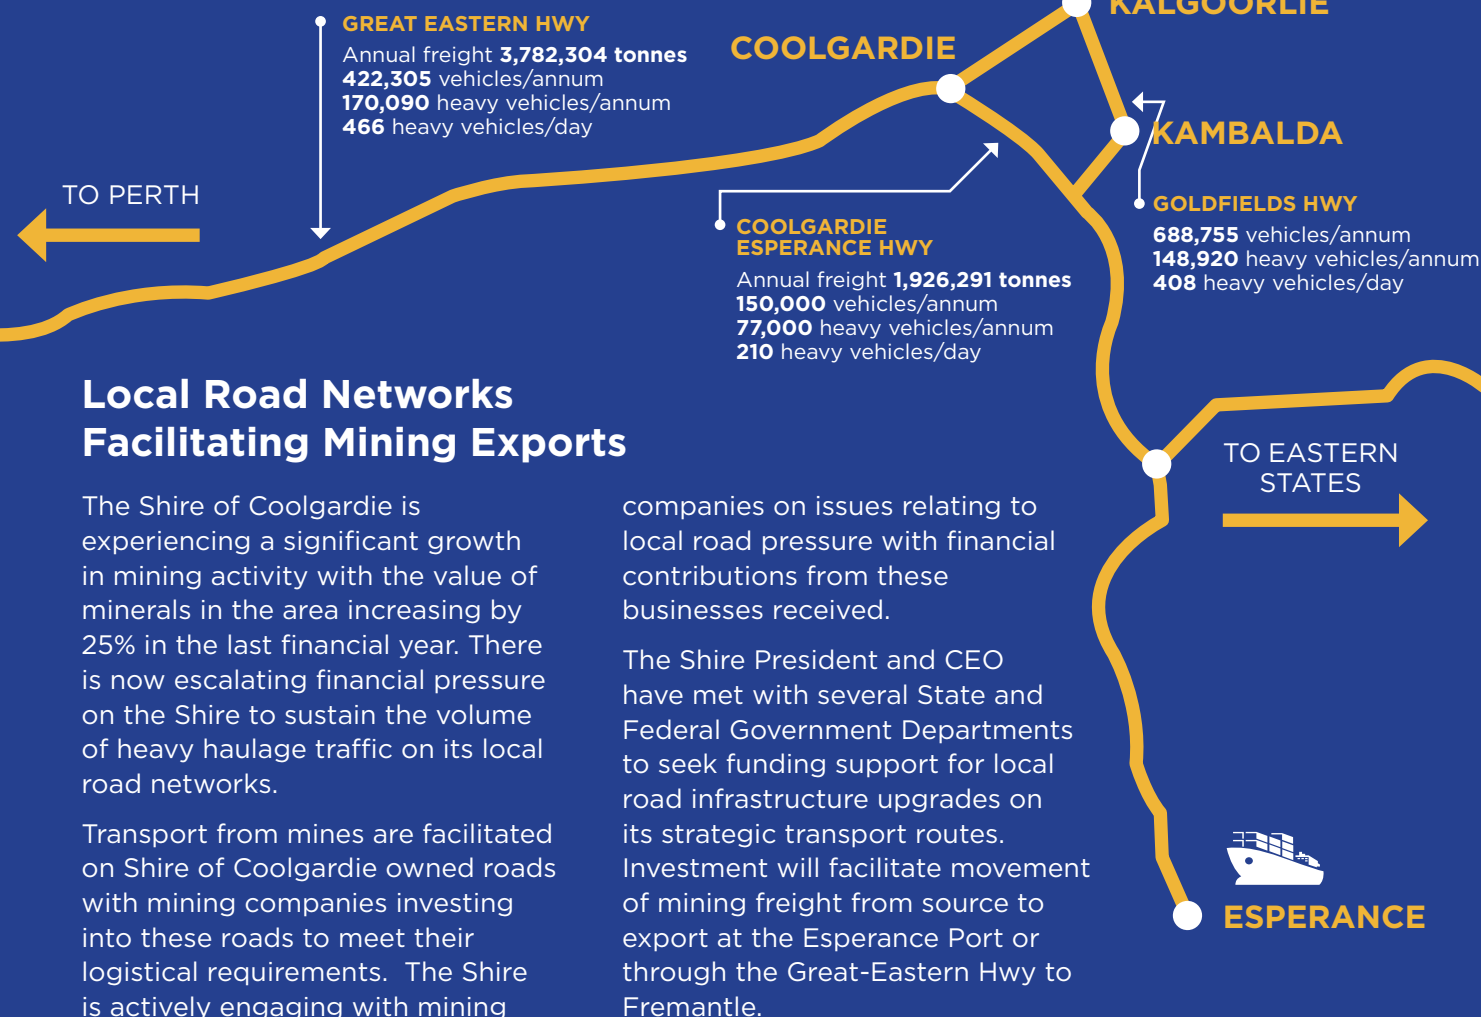 KALGOORLIE
GREAT EASTERN HWY
Annual freight 3,782,304 tonnes
422,305 vehicles/annum
170,090 heavy vehicles/annum
466 heavy vehicles/day
COOLGARDIE
KAMBALDA
TO PERTH
GOLDFIELDS HWY
688,755 vehicles/annum
148,920 heavy vehicles/annum
408 heavy vehicles/day
COOLGARDIE
ESPERANCE HWY
Annual freight 1,926,291 tonnes
150,000 vehicles/annum
77,000 heavy vehicles/annum
210 heavy vehicles/day
TO EASTERN
STATES
Local Road Networks
Facilitating Mining Exports
The Shire of Coolgardie is
experiencing a significant growth
in mining activity with the value of
minerals in the area increasing by
25% in the last financial year. There
is now escalating financial pressure
on the Shire to sustain the volume
of heavy haulage traffic on its local
road networks.
Transport from mines are facilitated
on Shire of Coolgardie owned roads
with mining companies investing
into these roads to meet their
logistical requirements.  The Shire
is actively engaging with mining
companies on issues relating to
local road pressure with financial
contributions from these
businesses received.
The Shire President and CEO
have met with several State and
Federal Government Departments
to seek funding support for local
road infrastructure upgrades on
its strategic transport routes.
Investment will facilitate movement
of mining freight from source to
export at the Esperance Port or
through the Great-Eastern Hwy to
Fremantle.
ESPERANCE